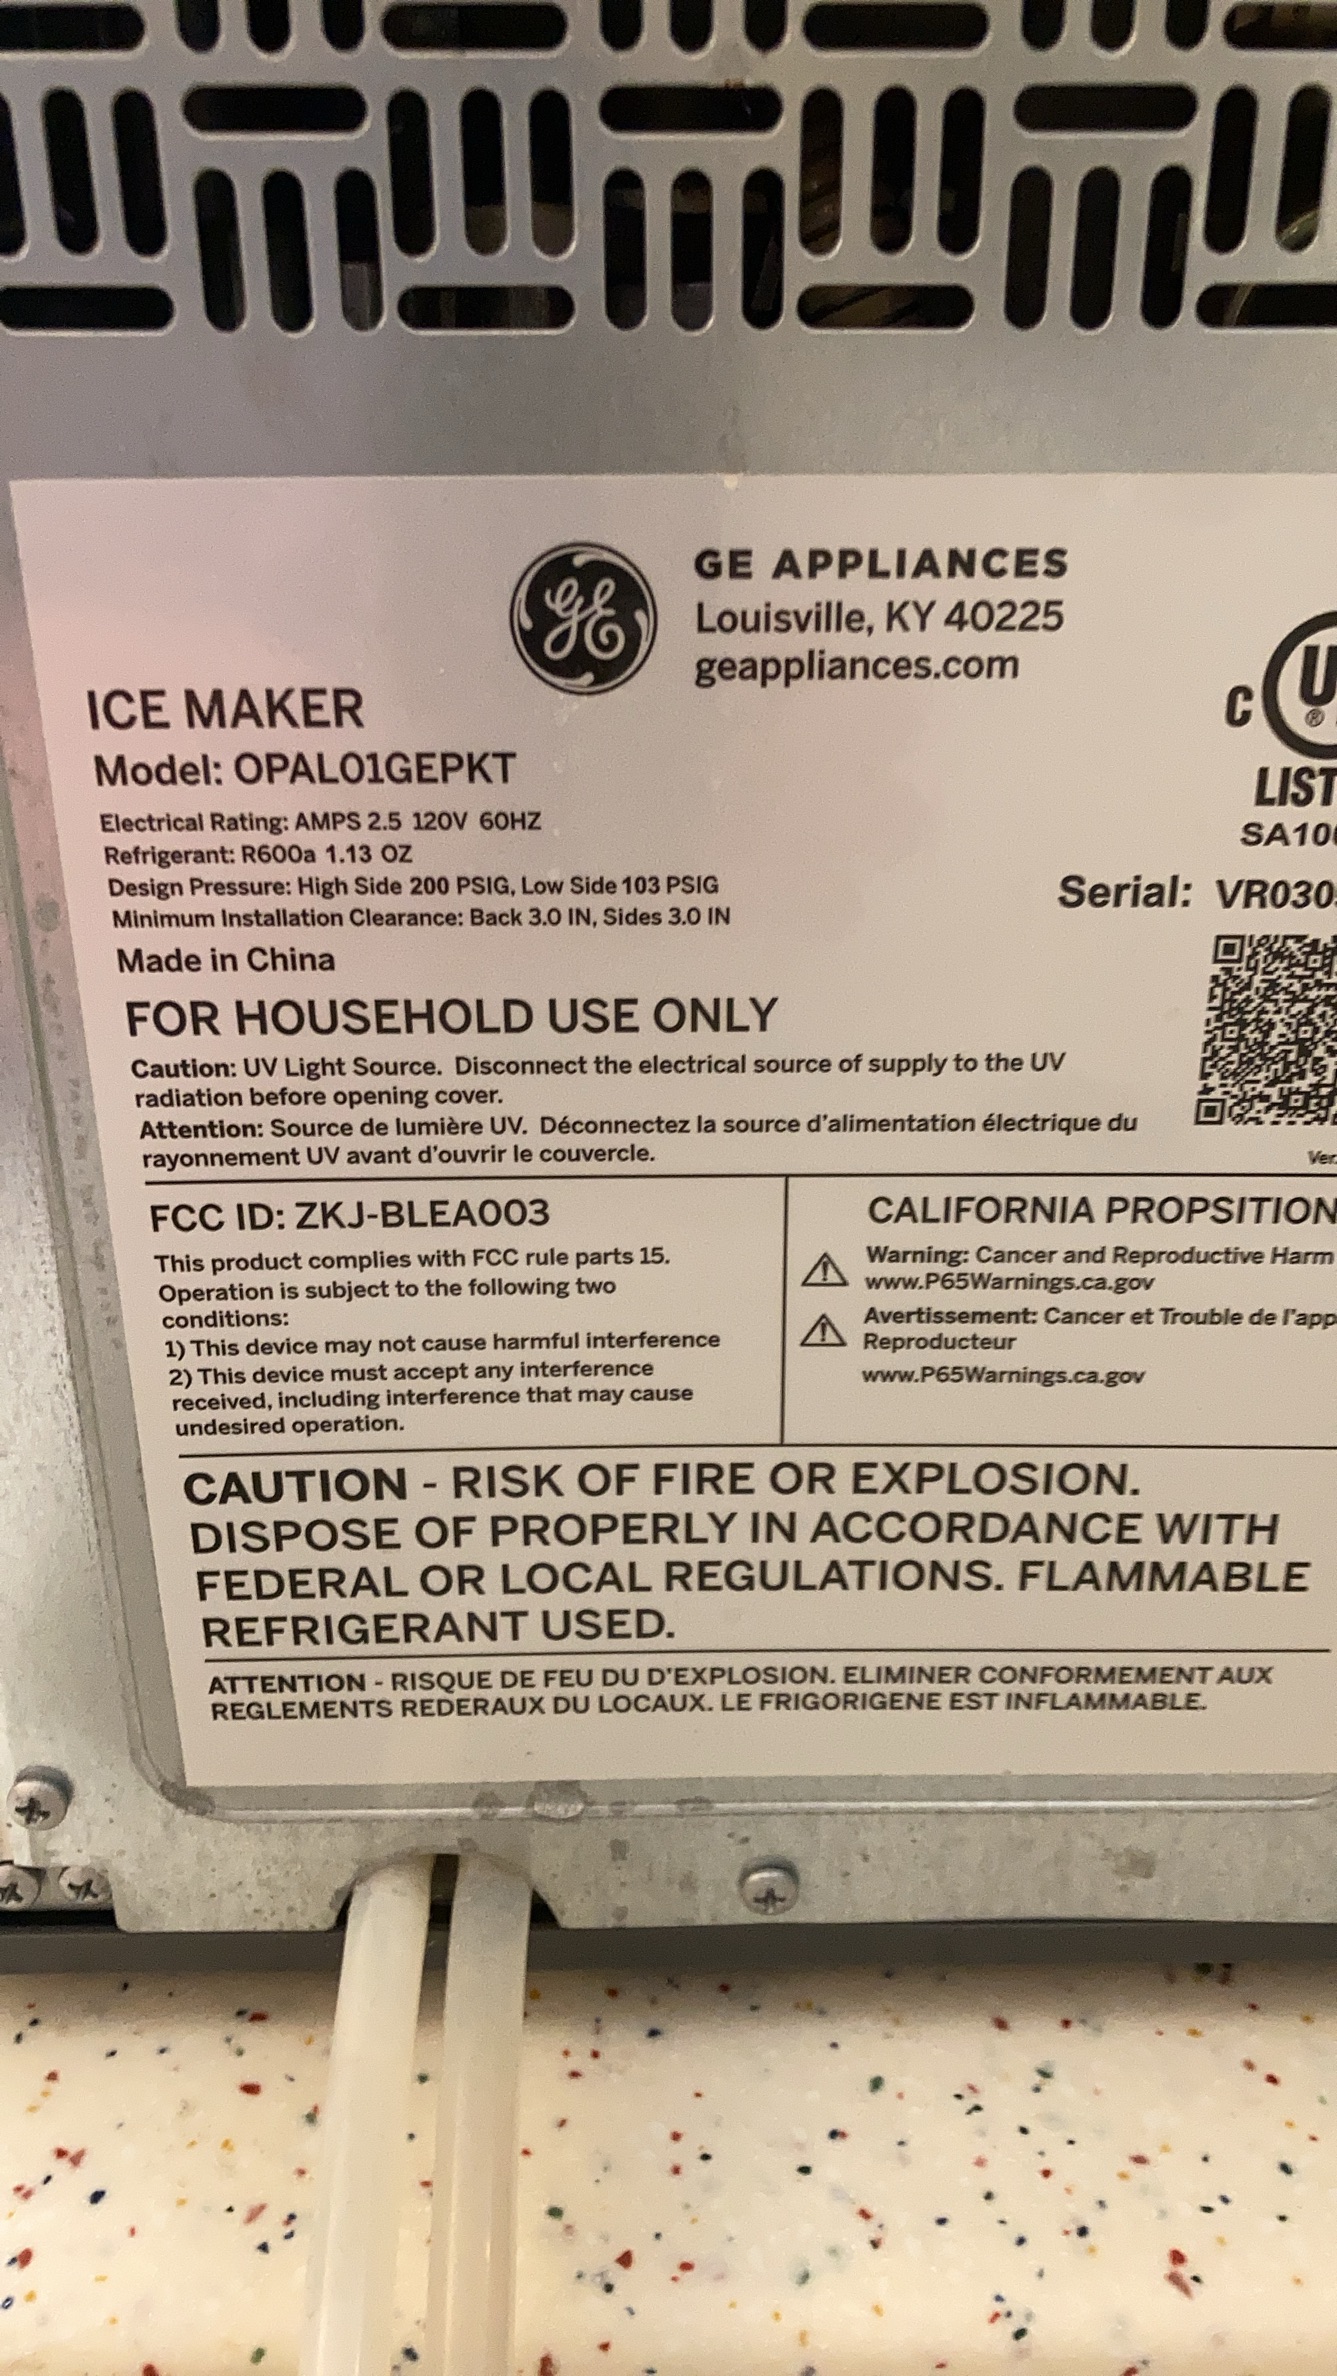 GE
GE APPLIANCES
Louisville, KY 40225
geappliances.com
ICE MAKER
Model: OPAL01GEPKT
Electrical Rating: AMPS 2.5 120V 60HZ
Refrigerant: R600a 1.13 OZ
Design Pressure: High Side 200 PSIG, Low Side 103 PSIG
Minimum Installation Clearance: Back 3.0 IN, Sides 3.0 IN
Made in China
C U
®
LIST
SA10
Serial: VR030
FOR HOUSEHOLD USE ONLY
Caution: UV Light Source. Disconnect the electrical source of supply to the UV
radiation before opening cover.
Attention: Source de lumière UV. Déconnectez la source d'alimentation électrique du
rayonnement UV avant d'ouvrir le couvercle.
Ver.
FCC ID: ZKJ-BLEA003
This product complies with FCC rule parts 15.
Operation is subject to the following two
conditions:
1) This device may not cause harmful interference
2) This device must accept any interference
received, including interference that may cause
undesired operation.
CALIFORNIA PROPSITION
Warning: Cancer and Reproductive Harm
www.P65Warnings.ca.gov
Avertissement: Cancer et Trouble de l'app
Reproducteur
www.P65Warnings.ca.gov
CAUTION - RISK OF FIRE OR EXPLOSION.
DISPOSE OF PROPERLY IN ACCORDANCE WITH
FEDERAL OR LOCAL REGULATIONS. FLAMMABLE
REFRIGERANT USED.
ATTENTION - RISQUE DE FEU DU D'EXPLOSION. ELIMINER CONFORMEMENT AUX
REGLEMENTS REDERAUX DU LOCAUX. LE FRIGORIGENE EST INFLAMMABLE.